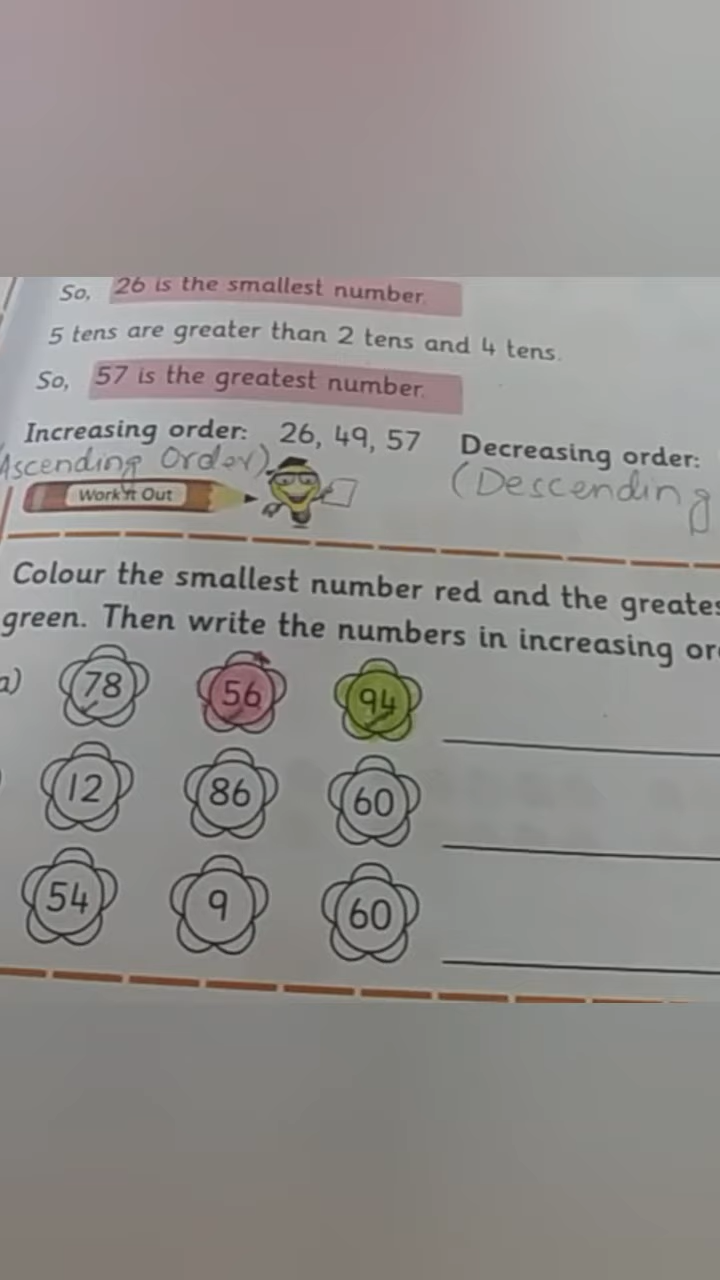 So, 26 is the smallest number.
5 tens are greater than 2 tens and 4 tens.
So, 57 is the greatest number.
Increasing order: 26, 49, 57 Decreasing order:
(Ascending Order) (Descending
Work it Out
Colour the smallest number red and the greates
green. Then write the numbers in increasing or
a) 78 56 94
12 86 60
54 9 60